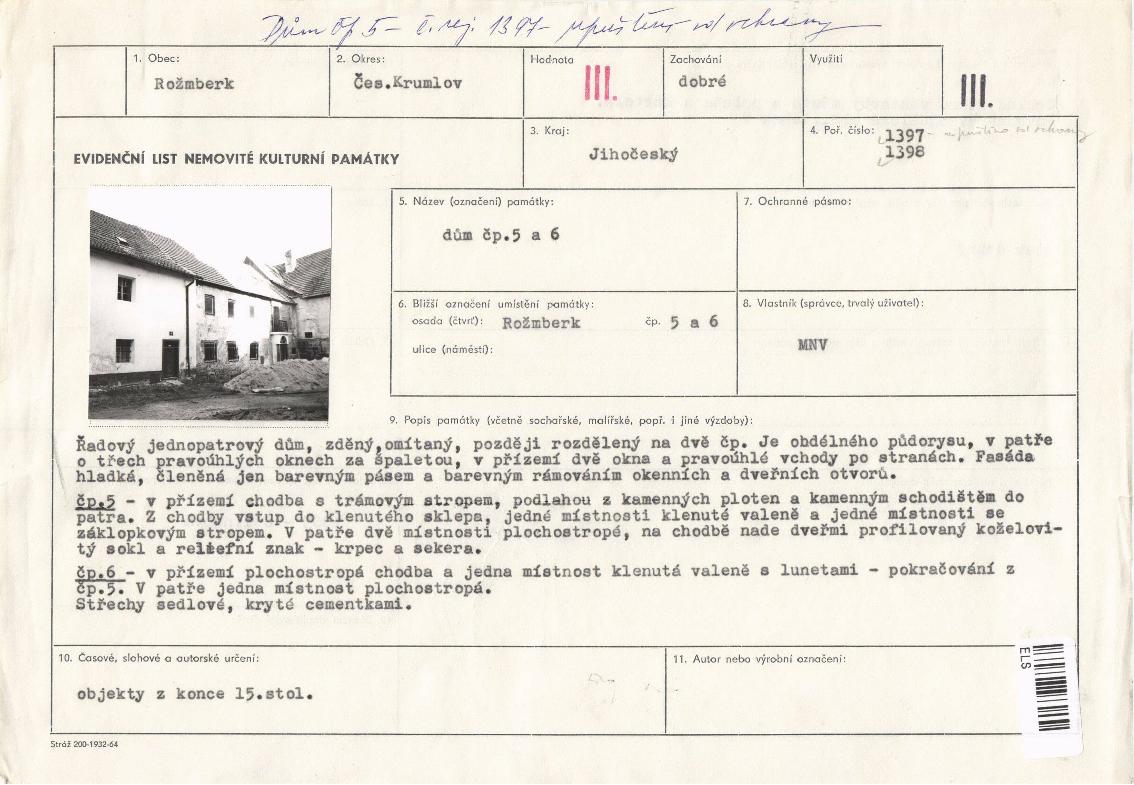 Dům čp 5 - č. rej. 1397 - upuštěno od ochrany
1. Obec:
Rožmberk
2. Okres:
Čes.Krumlov
Hodnota
III.
Zachování
dobré
Využití
III.
EVIDENČNÍ LIST NEMOVITÉ KULTURNÍ PAMÁTKY
3. Kraj:
Jihočeský
4. Poř. číslo:
1397 - upuštěno od ochrany
1398
5. Název (označení) památky:
dům čp.5 a 6
7. Ochranné pásmo:
6. Bližší označení umístění památky:
osada (čtvrť): Rožmberk čp. 5 a 6
ulice (náměstí):
8. Vlastník (správce, trvalý uživatel):
MNV
9. Popis památky (včetně sochařské, malířské, popř. i jiné výzdoby):
Řadový jednopatrový dům, zděný,omítaný, později rozdělený na dvě čp. Je obdélného půdorysu, v patře
o třech pravoúhlých oknech za špaletou, v přízemí dvě okna a pravoúhlé vchody po stranách. Fasáda
hladká, členěná jen barevným pásem a barevným rámováním okenních a dveřních otvorů.
čp.5 - v přízemí chodba s trámovým stropem, podlahou z kamenných ploten a kamenným schodištěm do
patra. Z chodby vstup do klenutého sklepa, jedné místnosti klenuté valeně a jedné místnosti se
záklopkovým stropem. V patře dvě místnosti plochostropé, na chodbě nade dveřmi profilovaný koželovi-
tý sokl a reliefní znak - krpec a sekera.
čp.6 - v přízemí plochostropá chodba a jedna místnost klenutá valeně s lunetami - pokračování z
čp.5. V patře jedna místnost plochostropá.
Střechy sedlové, kryté cementkami.
10. Časové, slohové a autorské určení:
objekty z konce 15.stol.
11. Autor nebo výrobní označení:
ELS
Stráž 200-1932-64